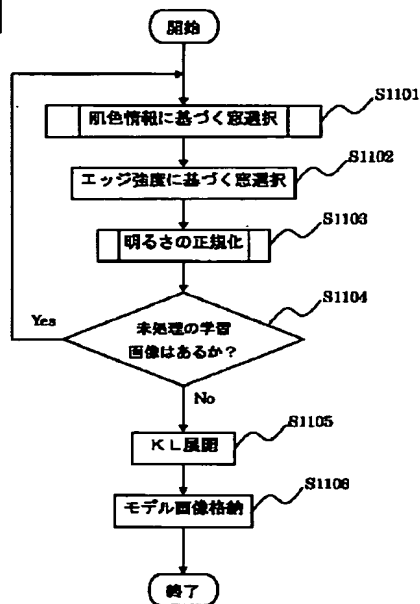 開始
肌色情報に基づく窓選択
S1101
エッジ強度に基づく窓選択
S1102
明るさの正規化
S1103
S1104
Yes
未処理の学習
画像はあるか?
No
KL展開
S1105
モデル画像格納
S1106
終了